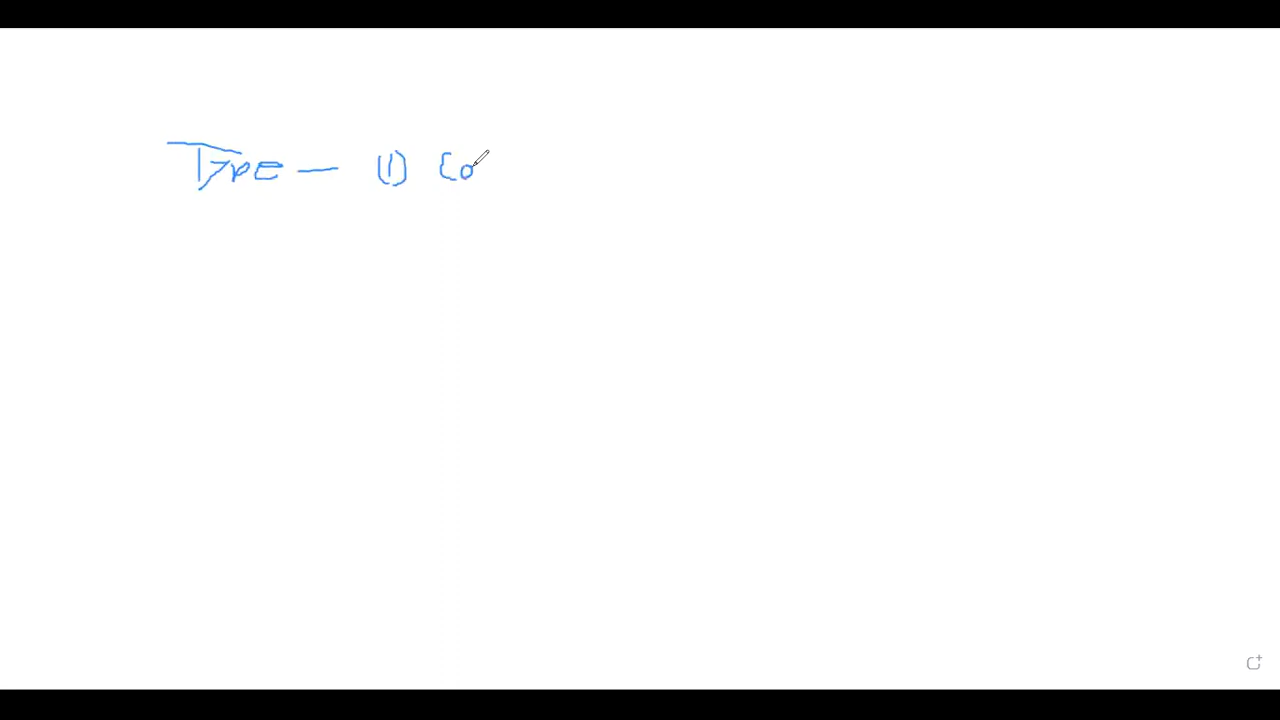 Type — (1) Co